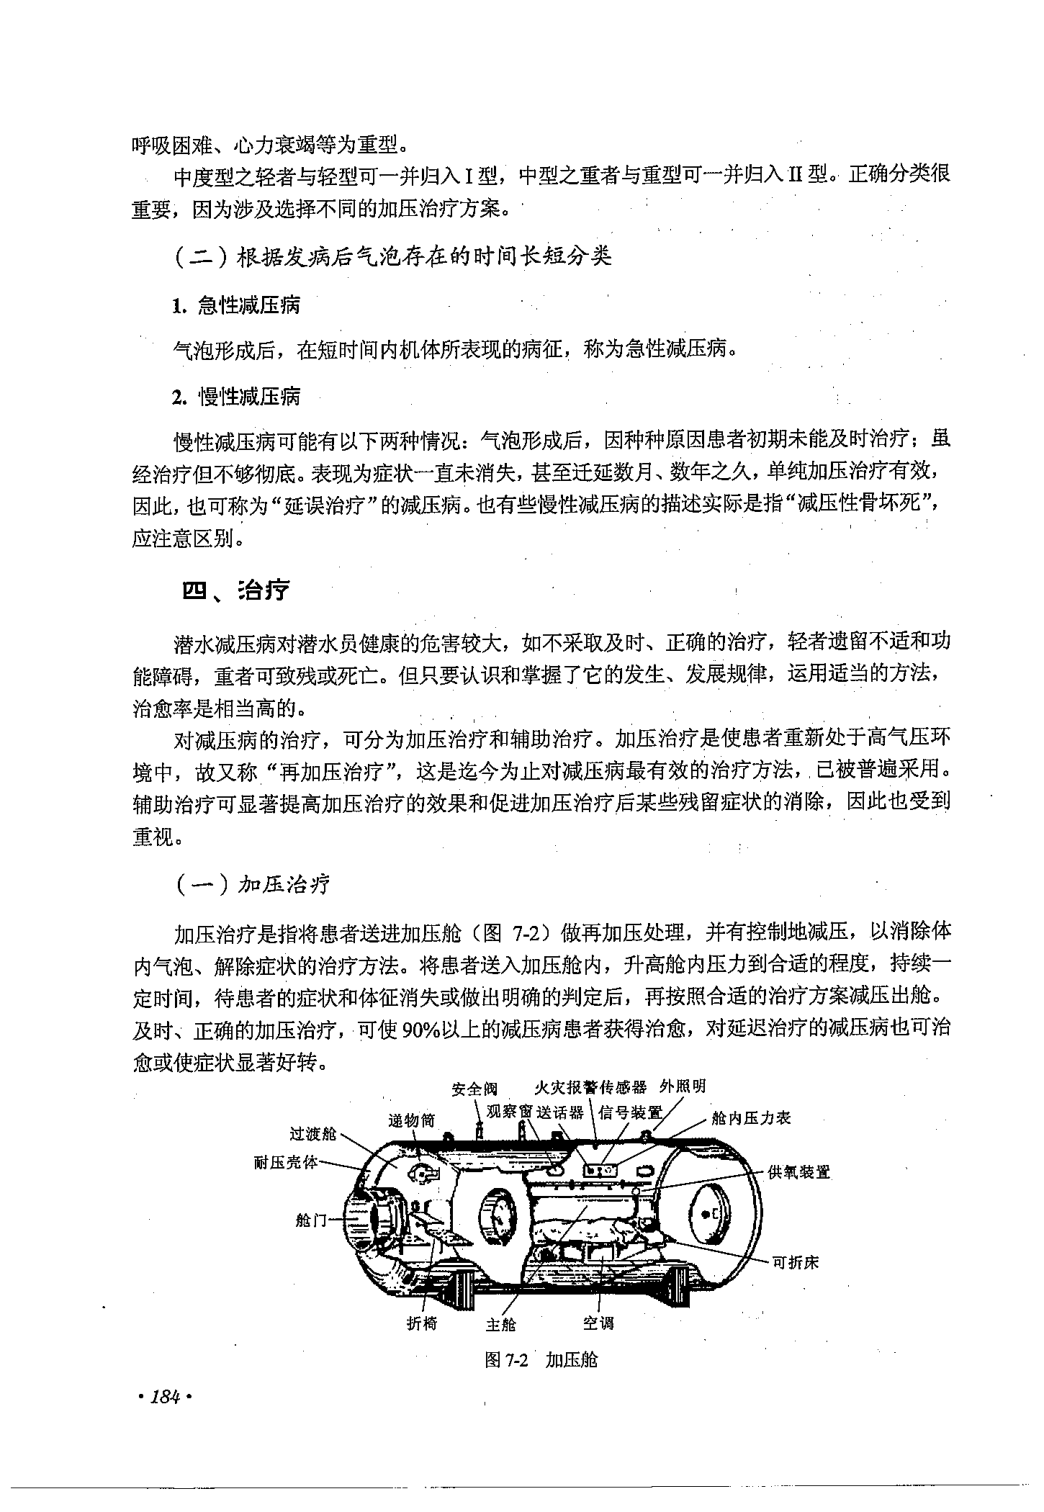 呼吸困难、心力衰竭等为重型。
中度型之轻者与轻型可一并归入 I 型，中型之重者与重型可一并归入 II 型。正确分类很
重要，因为涉及选择不同的加压治疗方案。
（二）根据发病后气泡存在的时间长短分类
1. 急性减压病
气泡形成后，在短时间内机体所表现的病征，称为急性减压病。
2. 慢性减压病
慢性减压病可能有以下两种情况：气泡形成后，因种种原因患者初期未能及时治疗；虽
经治疗但不够彻底。表现为症状一直未消失，甚至迁延数月、数年之久，单纯加压治疗有效，
因此，也可称为“延误治疗”的减压病。也有些慢性减压病的描述实际是指“减压性骨坏死”，
应注意区别。
四、治疗
潜水减压病对潜水员健康的危害较大，如不采取及时、正确的治疗，轻者遗留不适和功
能障碍，重者可致残或死亡。但只要认识和掌握了它的发生、发展规律，运用适当的方法，
治愈率是相当高的。
对减压病的治疗，可分为加压治疗和辅助治疗。加压治疗是使患者重新处于高气压环
境中，故又称“再加压治疗”，这是迄今为止对减压病最有效的治疗方法，已被普遍采用。
辅助治疗可显著提高加压治疗的效果和促进加压治疗后某些残留症状的消除，因此也受到
重视。
（一）加压治疗
加压治疗是指将患者送进加压舱（图 7-2）做再加压处理，并有控制地减压，以消除体
内气泡、解除症状的治疗方法。将患者送入加压舱内，升高舱内压力到合适的程度，持续一
定时间，待患者的症状和体征消失或做出明确的判定后，再按照合适的治疗方案减压出舱。
及时、正确的加压治疗，可使 90%以上的减压病患者获得治愈，对延迟治疗的减压病也可治
愈或使症状显著好转。
安全阀 火灾报警传感器 外照明
递物筒 观察窗 送话器 信号装置 舱内压力表
过渡舱
耐压壳体 供氧装置
舱门
可折床
折椅 主舱 空调
图 7-2 加压舱
·184·